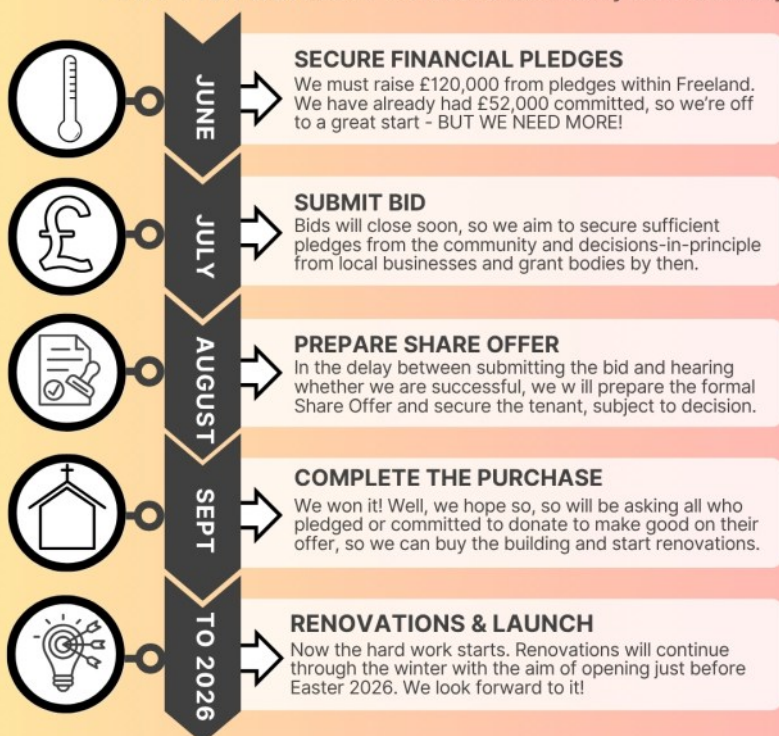 JUNE
SECURE FINANCIAL PLEDGES
We must raise £120,000 from pledges within Freeland.
We have already had £52,000 committed, so we're off
to a great start - BUT WE NEED MORE!
JULY
SUBMIT BID
Bids will close soon, so we aim to secure sufficient
pledges from the community and decisions-in-principle
from local businesses and grant bodies by then.
AUGUST
PREPARE SHARE OFFER
In the delay between submitting the bid and hearing
whether we are successful, we w ill prepare the formal
Share Offer and secure the tenant, subject to decision.
SEPT
COMPLETE THE PURCHASE
We won it! Well, we hope so, so will be asking all who
pledged or committed to donate to make good on their
offer, so we can buy the building and start renovations.
TO 2026
RENOVATIONS & LAUNCH
Now the hard work starts. Renovations will continue
through the winter with the aim of opening just before
Easter 2026. We look forward to it!